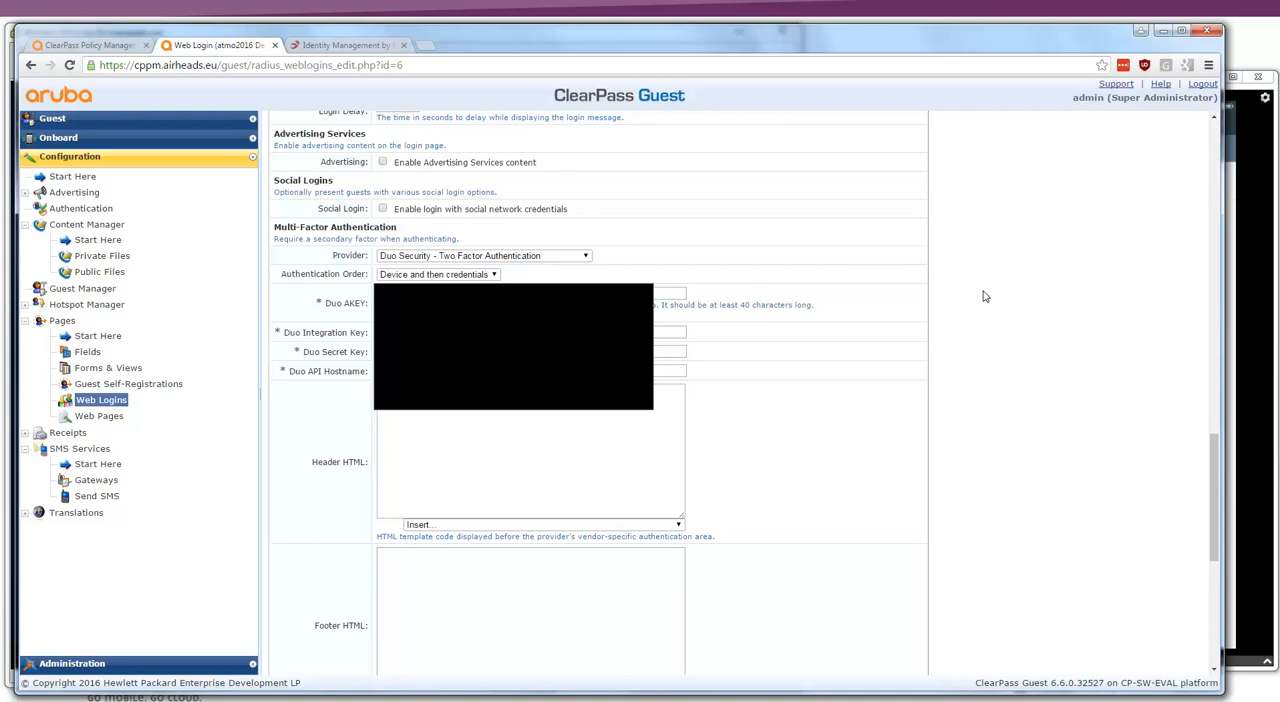 ClearPass Policy Manage
Web Login (atmo2016 De
Identity Management by
https://cppm.airheads.eu/guest/radius_weblogins_edit.php?id=6
aruba
ClearPass Guest
Support | Help | Logout
admin (Super Administrator)
Guest
Onboard
Configuration
Start Here
Advertising
Authentication
Content Manager
Start Here
Private Files
Public Files
Guest Manager
Hotspot Manager
Pages
Start Here
Fields
Forms & Views
Guest Self-Registrations
Web Logins
Web Pages
Receipts
SMS Services
Start Here
Gateways
Send SMS
Translations
Administration
Login Delay:
The time in seconds to delay while displaying the login message.
Advertising Services
Enable advertising content on the login page.
Advertising: Enable Advertising Services content
Social Logins
Optionally present guests with various social login options.
Social Login: Enable login with social network credentials
Multi-Factor Authentication
Require a secondary factor when authenticating.
Provider: Duo Security - Two Factor Authentication
Authentication Order: Device and then credentials
* Duo AKEY:
. It should be at least 40 characters long.
* Duo Integration Key:
* Duo Secret Key:
* Duo API Hostname:
Header HTML:
Insert...
HTML template code displayed before the provider's vendor-specific authentication area.
Footer HTML:
© Copyright 2016 Hewlett Packard Enterprise Development LP
ClearPass Guest 6.6.0.32527 on CP-SW-EVAL platform
GO MOBILE. GO CLOUD.